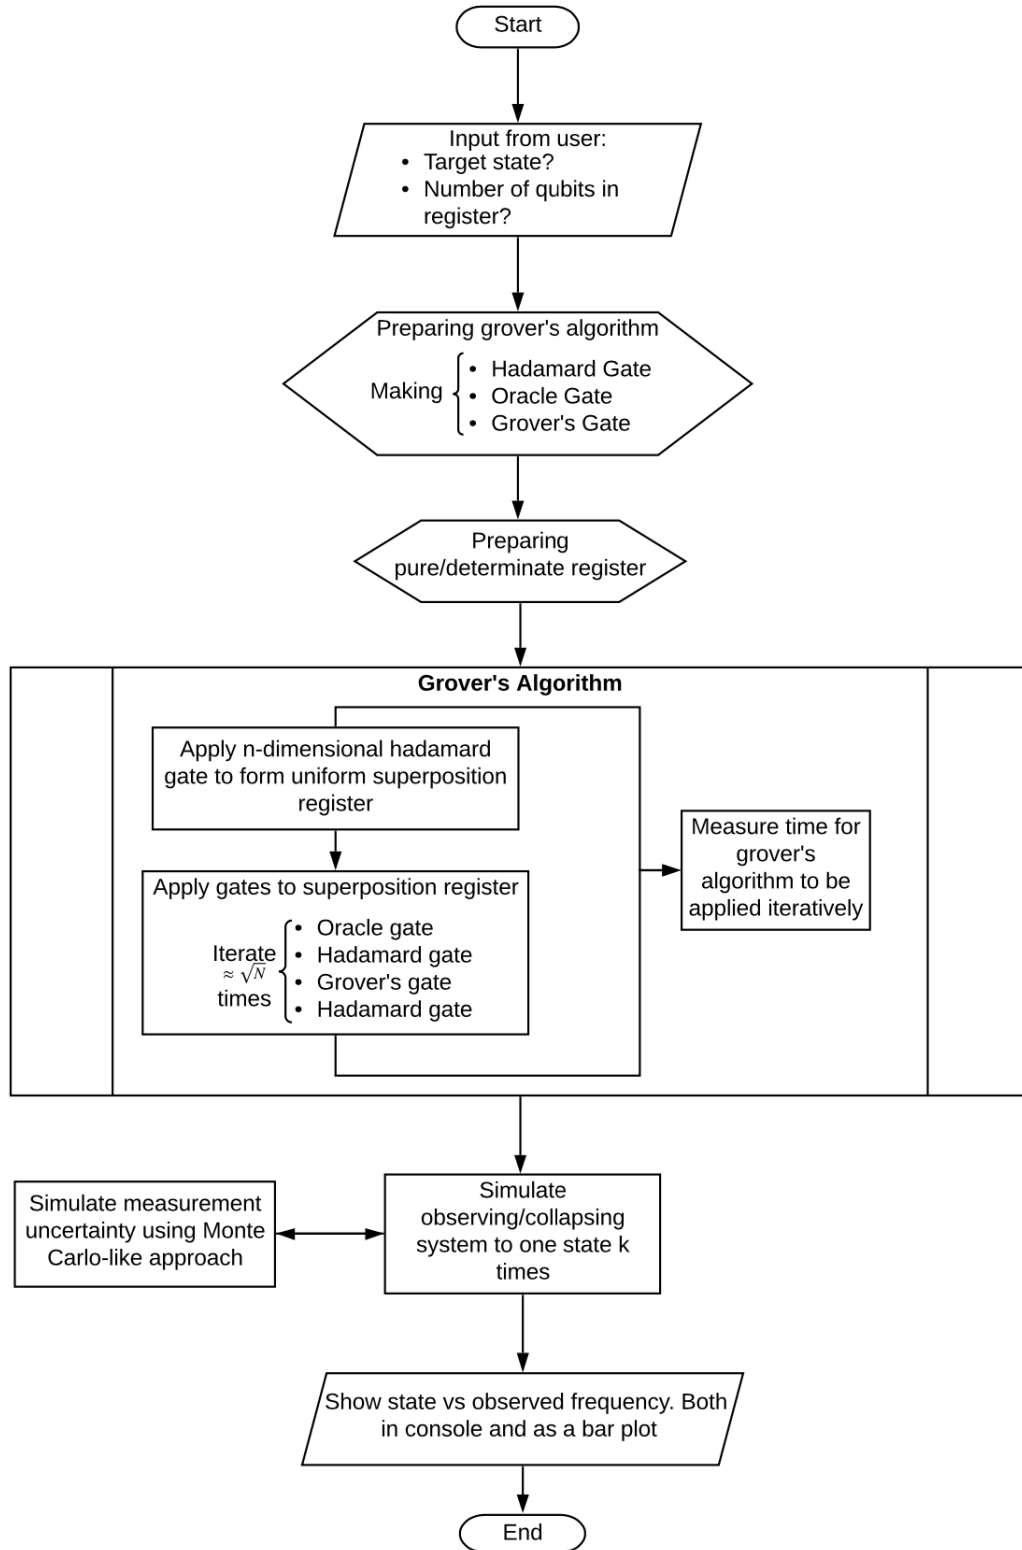 Start
Input from user:
• Target state?
• Number of qubits in
register?
Preparing grover's algorithm
Making
• Hadamard Gate
• Oracle Gate
• Grover's Gate
Preparing
pure/determinate register
Grover's Algorithm
Apply n-dimensional hadamard
gate to form uniform superposition
register
Apply gates to superposition register
Iterate
≈ √N
times
• Oracle gate
• Hadamard gate
• Grover's gate
• Hadamard gate
Measure time for
grover's
algorithm to be
applied iteratively
Simulate measurement
uncertainty using Monte
Carlo-like approach
Simulate
observing/collapsing
system to one state k
times
Show state vs observed frequency. Both
in console and as a bar plot
End